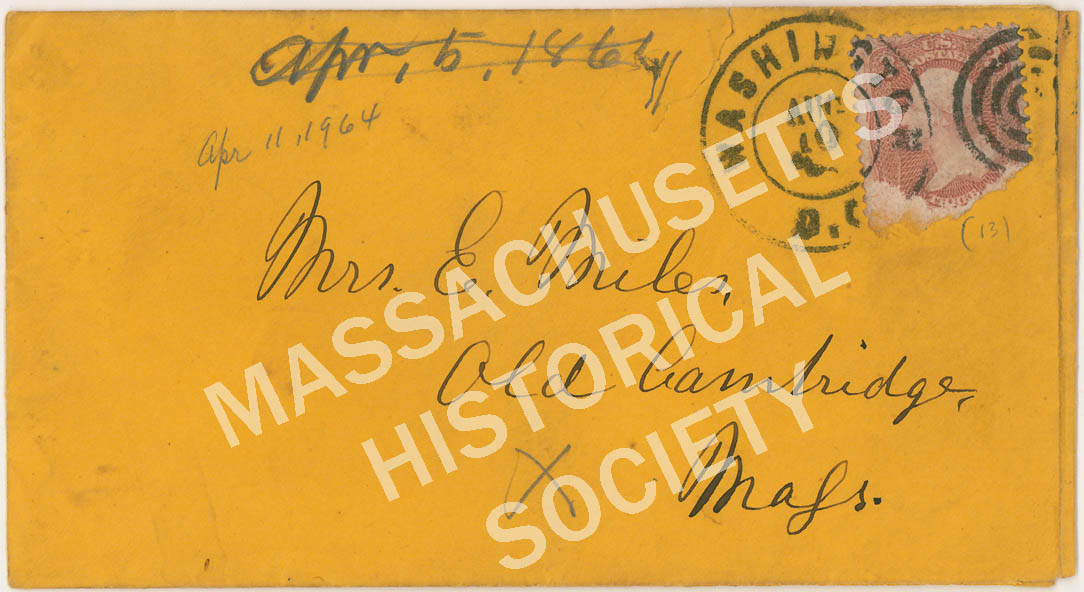 Apr, 5, 1864
Apr 11, 1964
WASHINGTON
D.C.
U.S.
(13)
Mrs. E. Miles,
Old Cambridge,
Mass.
X
MASSACHUSETTS
HISTORICAL
SOCIETY